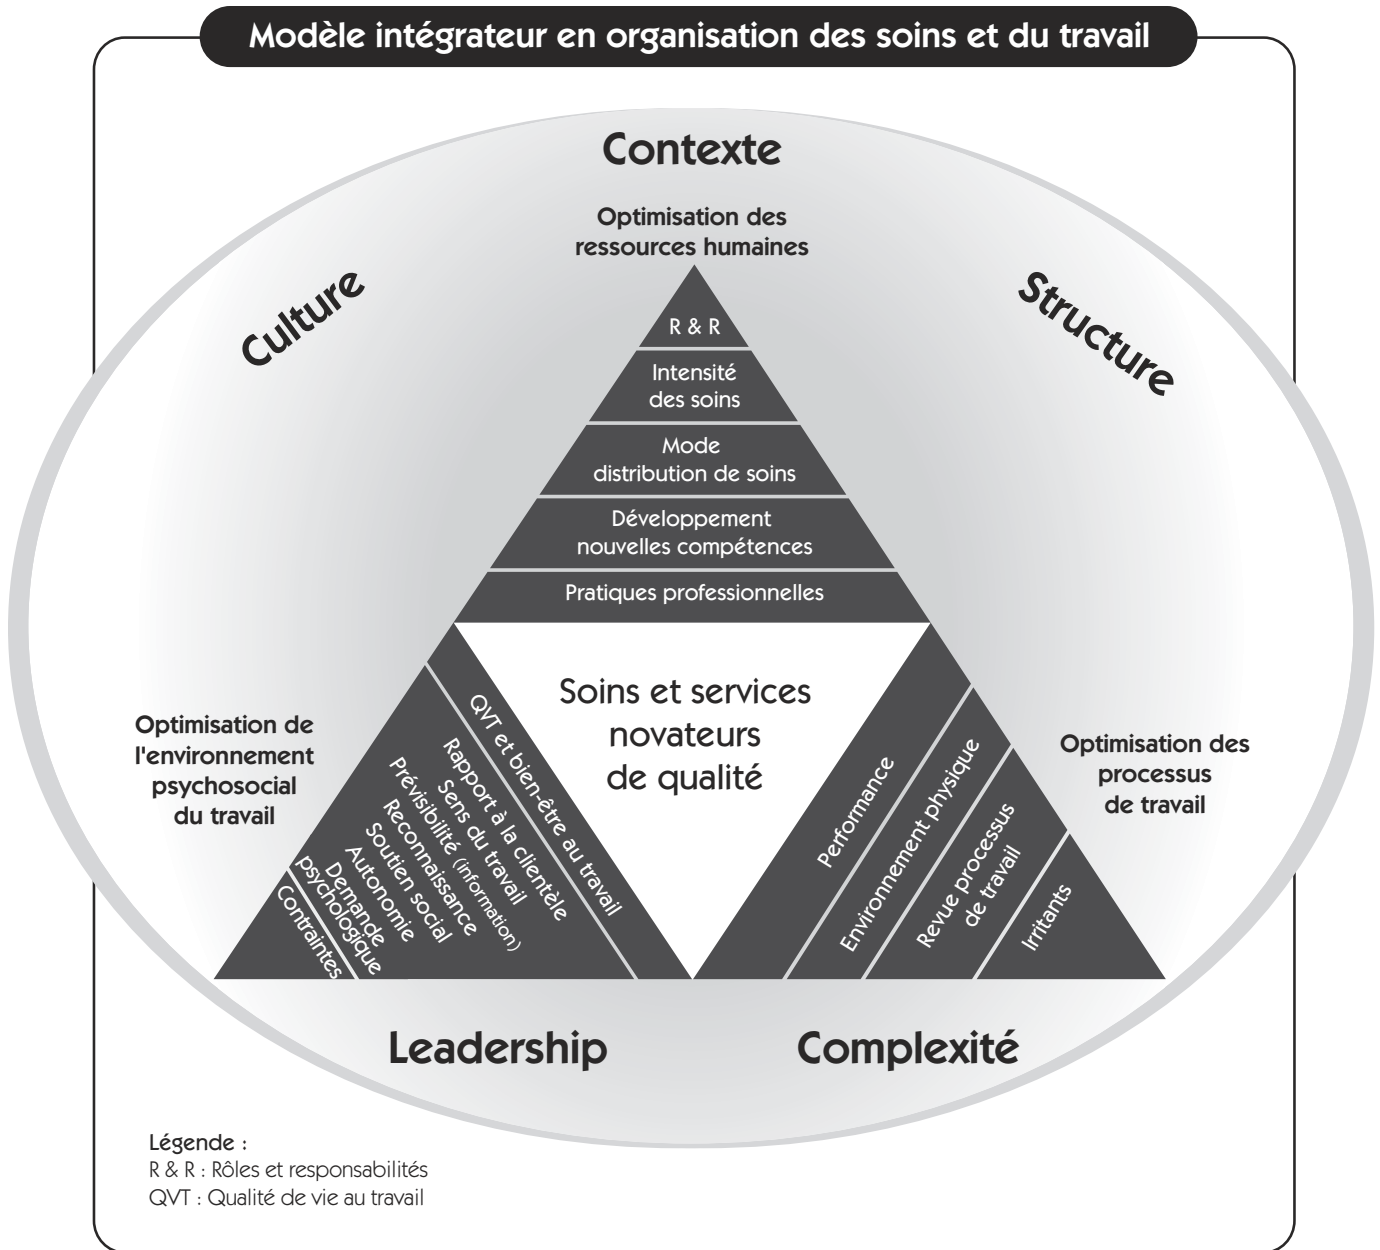 Modèle intégrateur en organisation des soins et du travail
Contexte
Optimisation des
ressources humaines
Culture
Structure
R & R
Intensité
des soins
Mode
distribution de soins
Développement
nouvelles compétences
Pratiques professionnelles
Soins et services
novateurs
de qualité
Optimisation de
l'environnement
psychosocial
du travail
QVT et bien-être au travail
Rapport à la clientèle
Sens du travail
Prévisibilité (information)
Reconnaissance
Soutien social
Autonomie
Demande
psychologique
Contraintes
Performance
Environnement physique
Revue processus
de travail
Irritants
Optimisation des
processus
de travail
Leadership
Complexité
Légende :
R & R : Rôles et responsabilités
QVT : Qualité de vie au travail